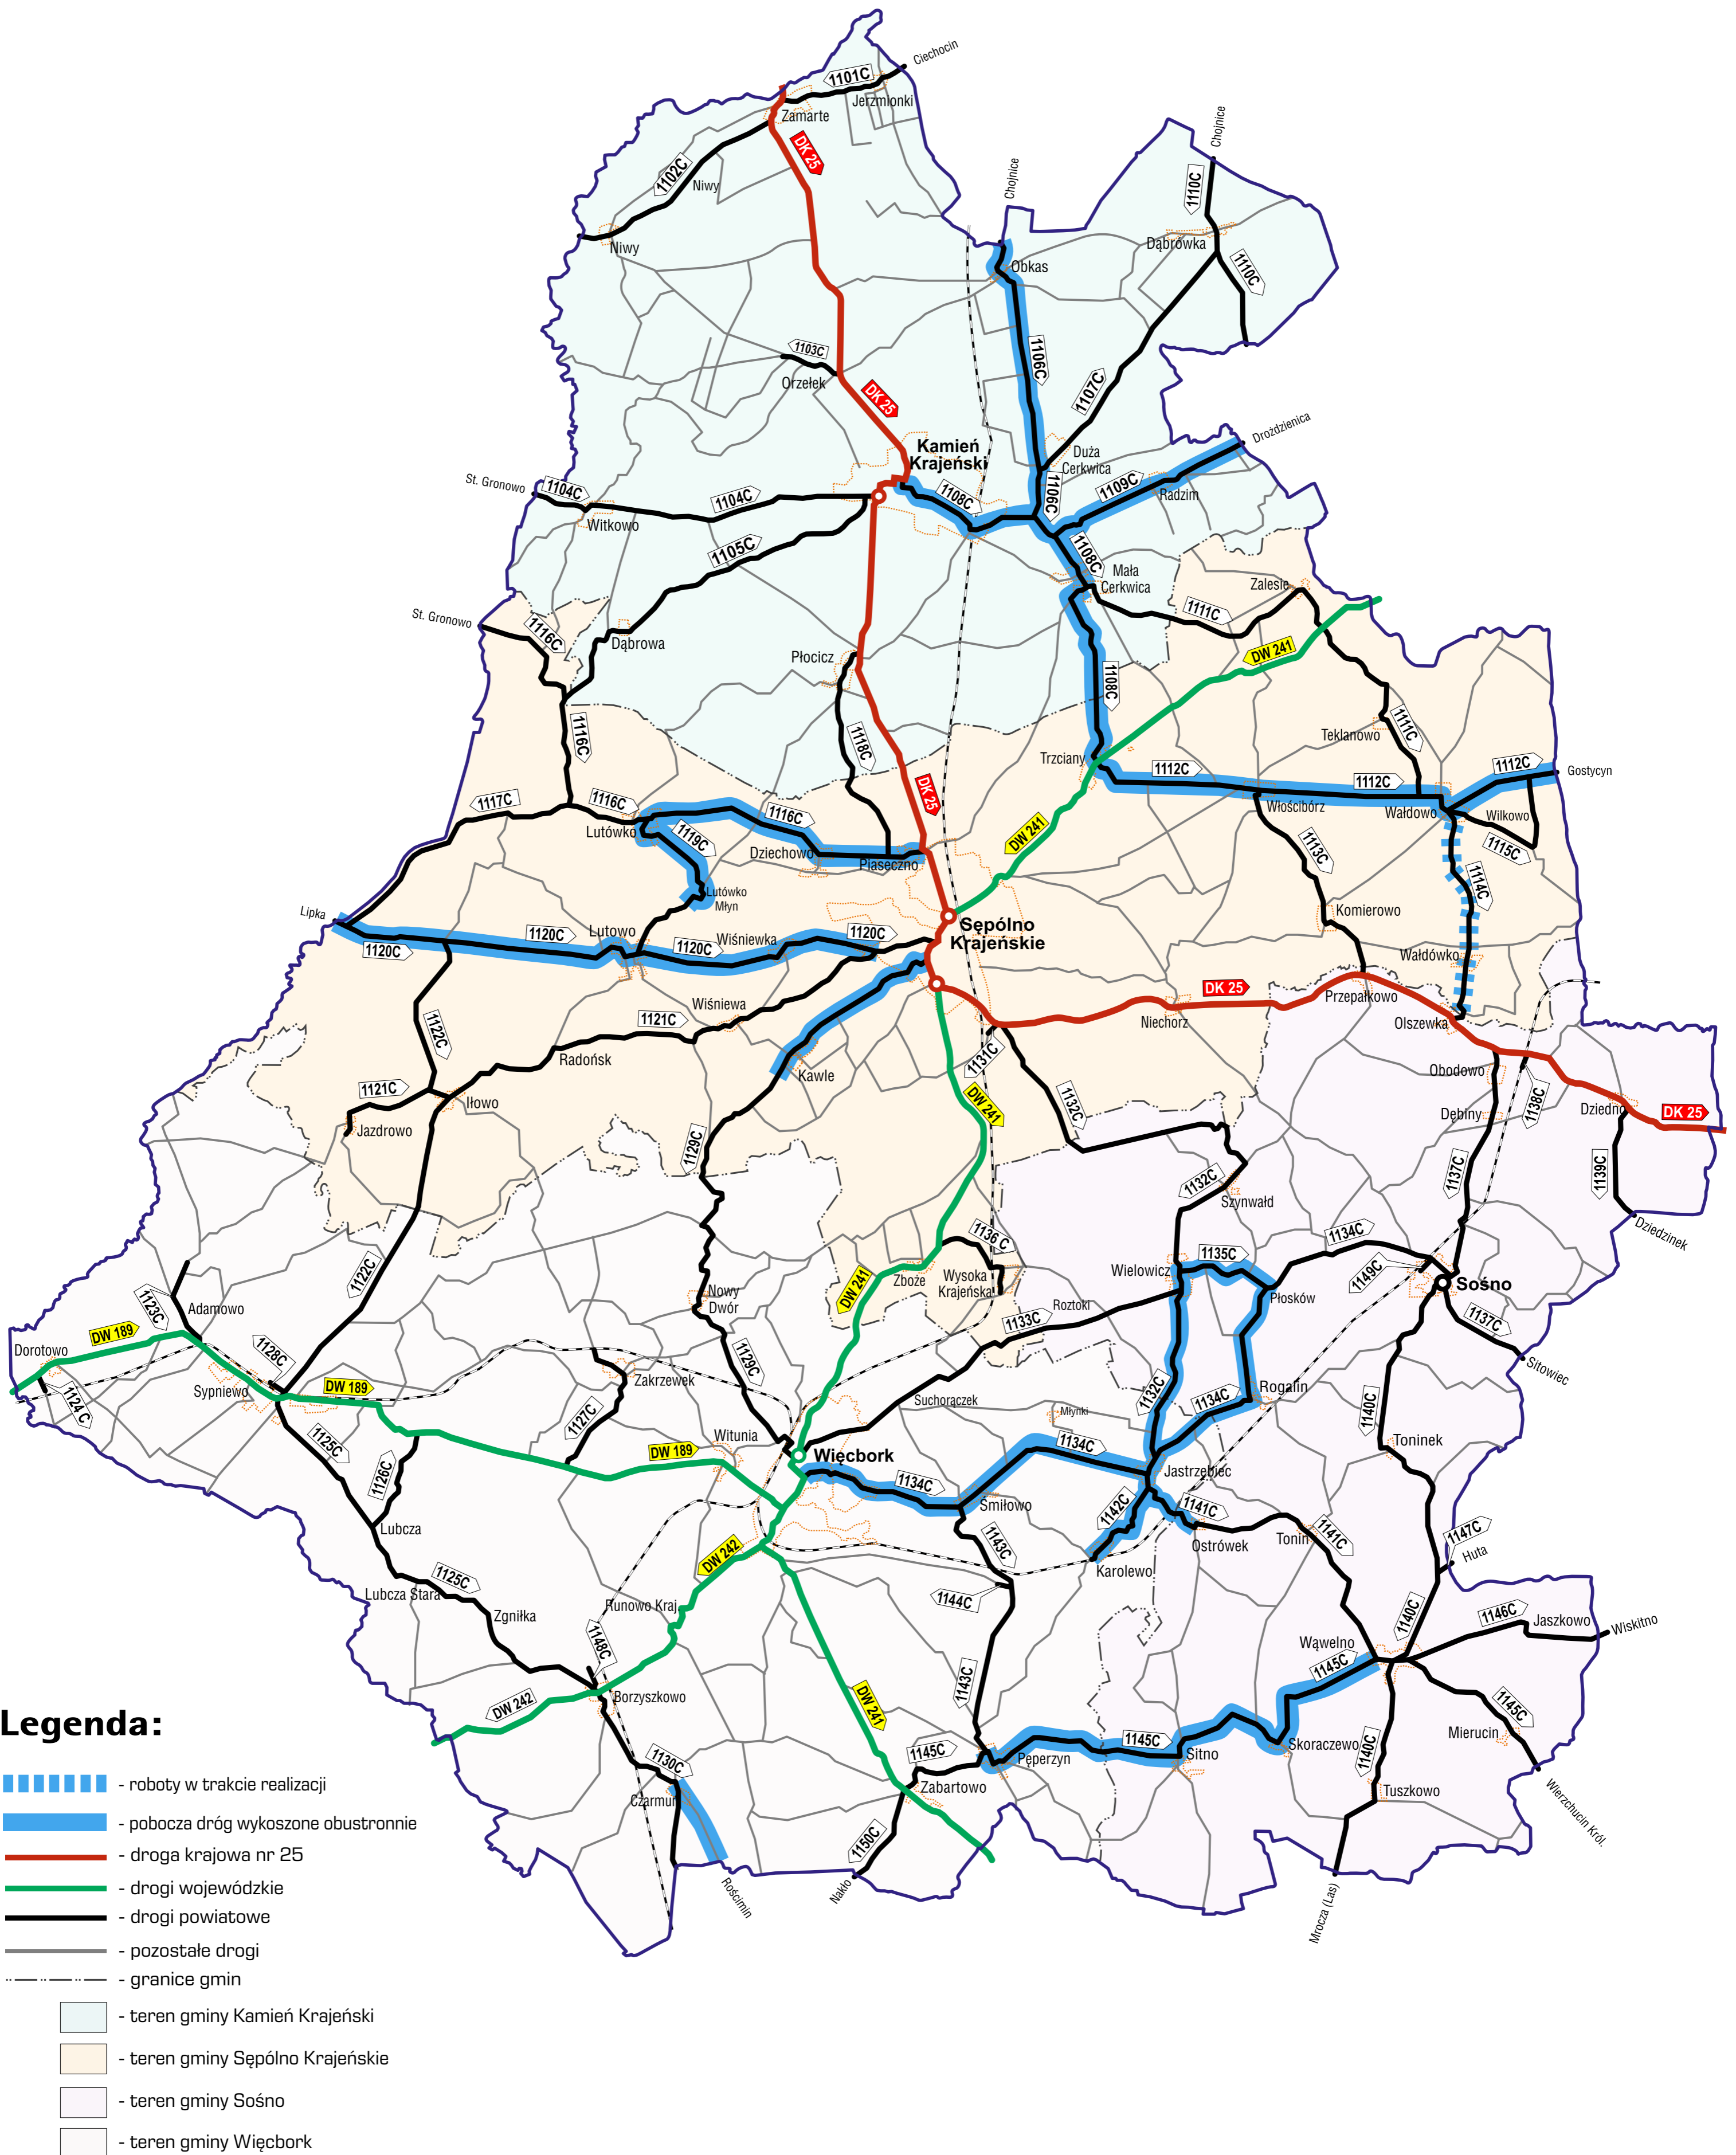 Ciechocin
1101C
Jerzmionki
Zamarte
DK 25
1102C
Niwy
Niwy
Chojnice
Chojnice
1110C
Dąbrówka
1110C
Obkas
1106C
1103C
Orzełek
DK 25
1107C
Kamień
Krajeński
Duża
Cerkwica
Drożdzienica
1109C
Radzim
1106C
St. Gronowo
1104C
1104C
Witkowo
1108C
1105C
1108C
Mała
Cerkwica
Zalesie
1111C
St. Gronowo
1116C
Dąbrowa
Płocicz
DW 241
1108C
1116C
1118C
Teklanowo
1111C
Trzciany
1112C
1112C
1112C
Gostycyn
DK 25
1117C
1116C
1116C
Lutówko
1119C
Dziechowo
Piaseczno
DW 241
Włościbórz
Wałdowo
Wilkowo
1113C
1115C
1114C
Lutówko
Młyn
Komierowo
Lipka
1120C
1120C
Lutowo
1120C
Wiśniewka
1120C
Sępólno
Krajeńskie
Wałdówko
DK 25
Przepałkowo
Wiśniewa
Niechorz
Olszewka
1122C
1121C
Radońsk
1131C
Kawle
Obodowo
1121C
Iłowo
DW 241
1132C
1138C
Dębiny
Dziedno
DK 25
Jazdrowo
1129C
1137C
1139C
1132C
Szynwałd
Dziedzinek
1136 C
1134C
1135C
Wielowicz
1149C
Sośno
1122C
Zboże
Wysoka
Krajeńska
Płosków
DW 241
Nowy
Dwór
1123C
Adamowo
Roztoki
1133C
1137C
DW 189
Dorotowo
1128C
1129C
Sitowiec
1124 C
Sypniewo
DW 189
Zakrzewek
Suchorączek
1132C
1134C
Rogalin
1127C
Młynki
1140C
1125C
Witunia
DW 189
Więcbork
1134C
Toninek
1126C
1134C
Jastrzębiec
Śmiłowo
1142C
1141C
Lubcza
1143C
Ostrówek
Tonin
1141C
1147C
Huta
DW 242
Karolewo
1125C
Lubcza Stara
Zgniłka
Runowo Kraj.
1144C
1140C
1146C
Jaszkowo
Wiskitno
1148C
Wąwelno
1145C
1143C
DW 242
Borzyszkowo
DW 241
1145C
Mierucin
1140C
Skoraczewo
1145C
Sitno
1130C
1145C
Pęperzyn
Zabartowo
Tuszkowo
Czarmuń
Wierzchucin Król.
1150C
Nakło
Rościmin
Mrocza (Las)
Legenda:
- roboty w trakcie realizacji
- pobocza dróg wykoszone obustronnie
- droga krajowa nr 25
- drogi wojewódzkie
- drogi powiatowe
- pozostałe drogi
- granice gmin
- teren gminy Kamień Krajeński
- teren gminy Sępólno Krajeńskie
- teren gminy Sośno
- teren gminy Więcbork